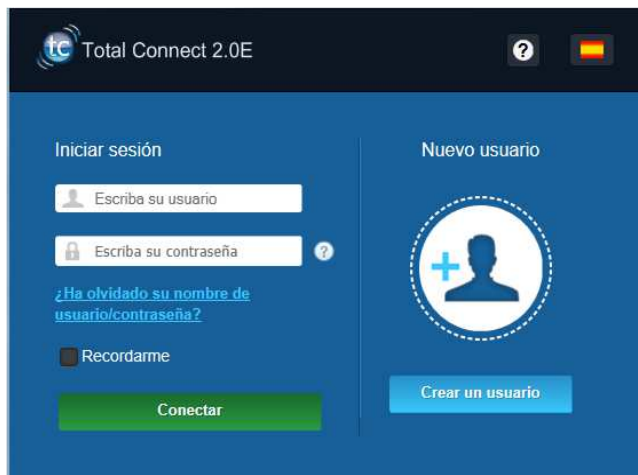 tc Total Connect 2.0E
?
Iniciar sesión
Nuevo usuario
Escriba su usuario
Escriba su contraseña
?
¿Ha olvidado su nombre de
usuario/contraseña?
Recordarme
Conectar
Crear un usuario